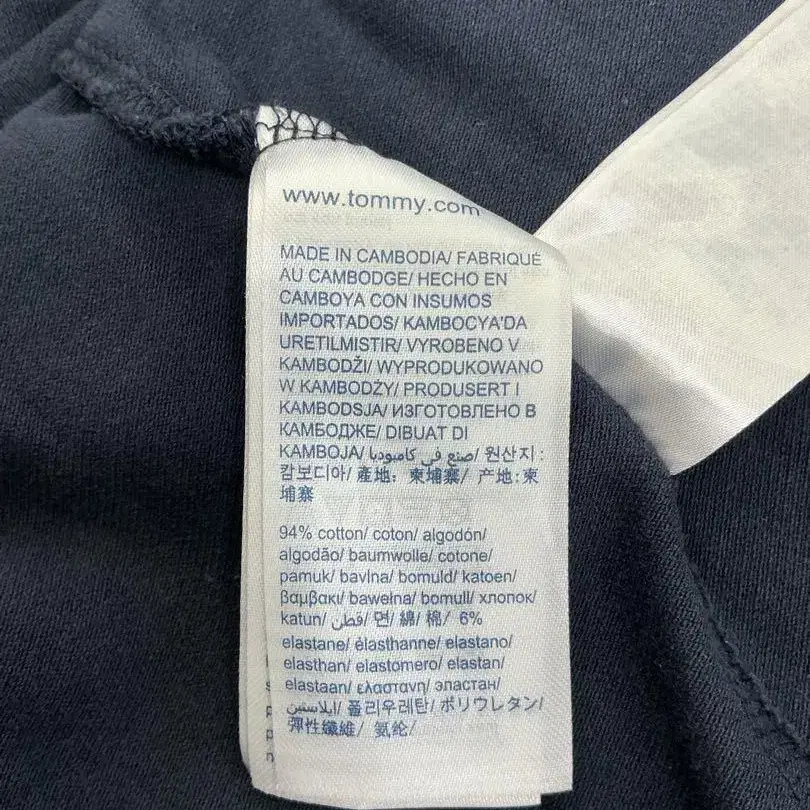 www.tommy.com
MADE IN CAMBODIA/ FABRIQUÉ
AU CAMBODGE/ HECHO EN
CAMBOYA CON INSUMOS
IMPORTADOS/ KAMBOCYA'DA
URETILMISTIR/ VYROBENO V
KAMBODŽI/ WYPRODUKOWANO
W KAMBODŻY/ PRODUSERT I
KAMBODSJA/ ИЗГОТОВЛЕНО В
КАМБОДЖЕ/ DIBUAT DI
KAMBOJA/ صنع في كامبوديا/ 원산지 :
캄보디아/ 產地: 柬埔寨/ 产地: 柬
埔寨
94% cotton/ coton/ algodón/
algodão/ baumwolle/ cotone/
pamuk/ bavlna/ bomuld/ katoen/
βαμβακι/ bawełna/ bomull/ хлопок/
katun/ قطن/ 면/ 綿/ 棉/ 6%
elastane/ élasthanne/ elastano/
elasthan/ elastomero/ elastan/
elastaan/ ελαστανη/ эластан/
ايلاستين/ 폴리우레탄/ ポリウレタン/
彈性纖維/ 氨纶/